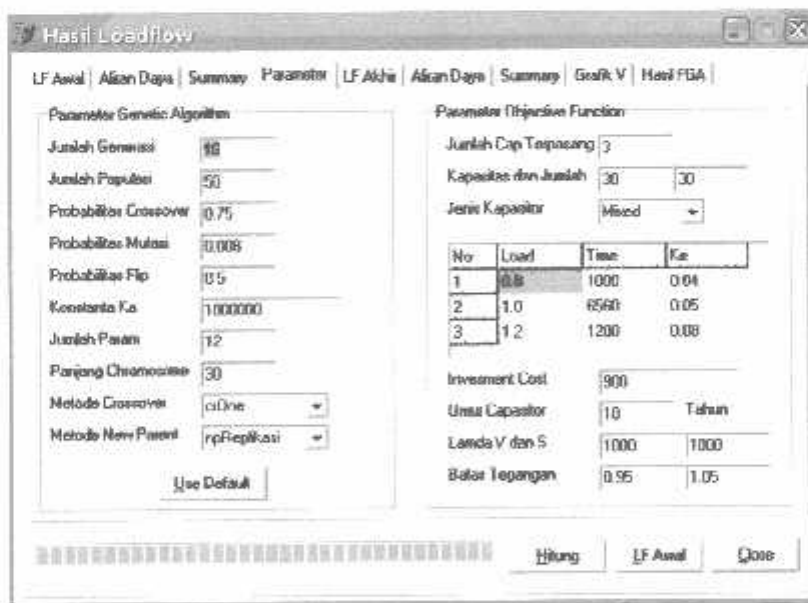 Hasil Loadflow
LF Awal Aliran Daya Summary Parameter LF Akhir Aliran Daya Summary Grafik V Hasil FGA
Parameter Genetic Algorithm
Jumlah Generasi 10
Jumlah Populasi 50
Probabilitas Crossover 0.75
Probabilitas Mutasi 0.008
Probabilitas Flip 0.5
Konstanta Ka 1000000
Jumlah Param 12
Panjang Chromosome 30
Metode Crossover csOne
Metode New Parent npReplikasi
Use Default
Parameter Objective Function
Jumlah Cap Terpasang 3
Kapasitas dan Jumlah 30 30
Jenis Kapasitor Mixed
No Load Time Ke
1 0.8 1000 0.04
2 1.0 6560 0.05
3 1.2 1200 0.08
Invesment Cost 900
Umur Capasitor 10 Tahun
Lamda V dan S 1000 1000
Batas Tegangan 0.95 1.05
Hitung LF Awal Close